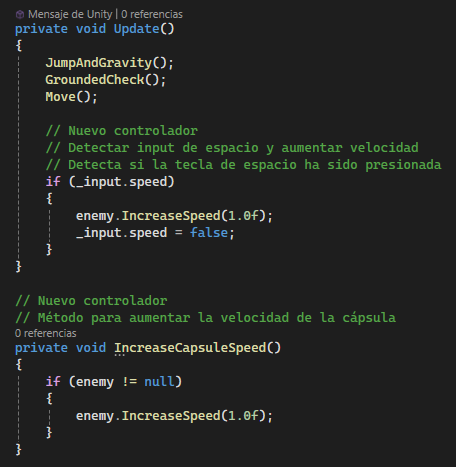 Mensaje de Unity | 0 referencias
private void Update()
{
JumpAndGravity();
GroundedCheck();
Move();
// Nuevo controlador
// Detectar input de espacio y aumentar velocidad
// Detecta si la tecla de espacio ha sido presionada
if (_input.speed)
{
enemy.IncreaseSpeed(1.0f);
_input.speed = false;
}
}
// Nuevo controlador
// Método para aumentar la velocidad de la cápsula
0 referencias
private void IncreaseCapsuleSpeed()
{
if (enemy != null)
{
enemy.IncreaseSpeed(1.0f);
}
}